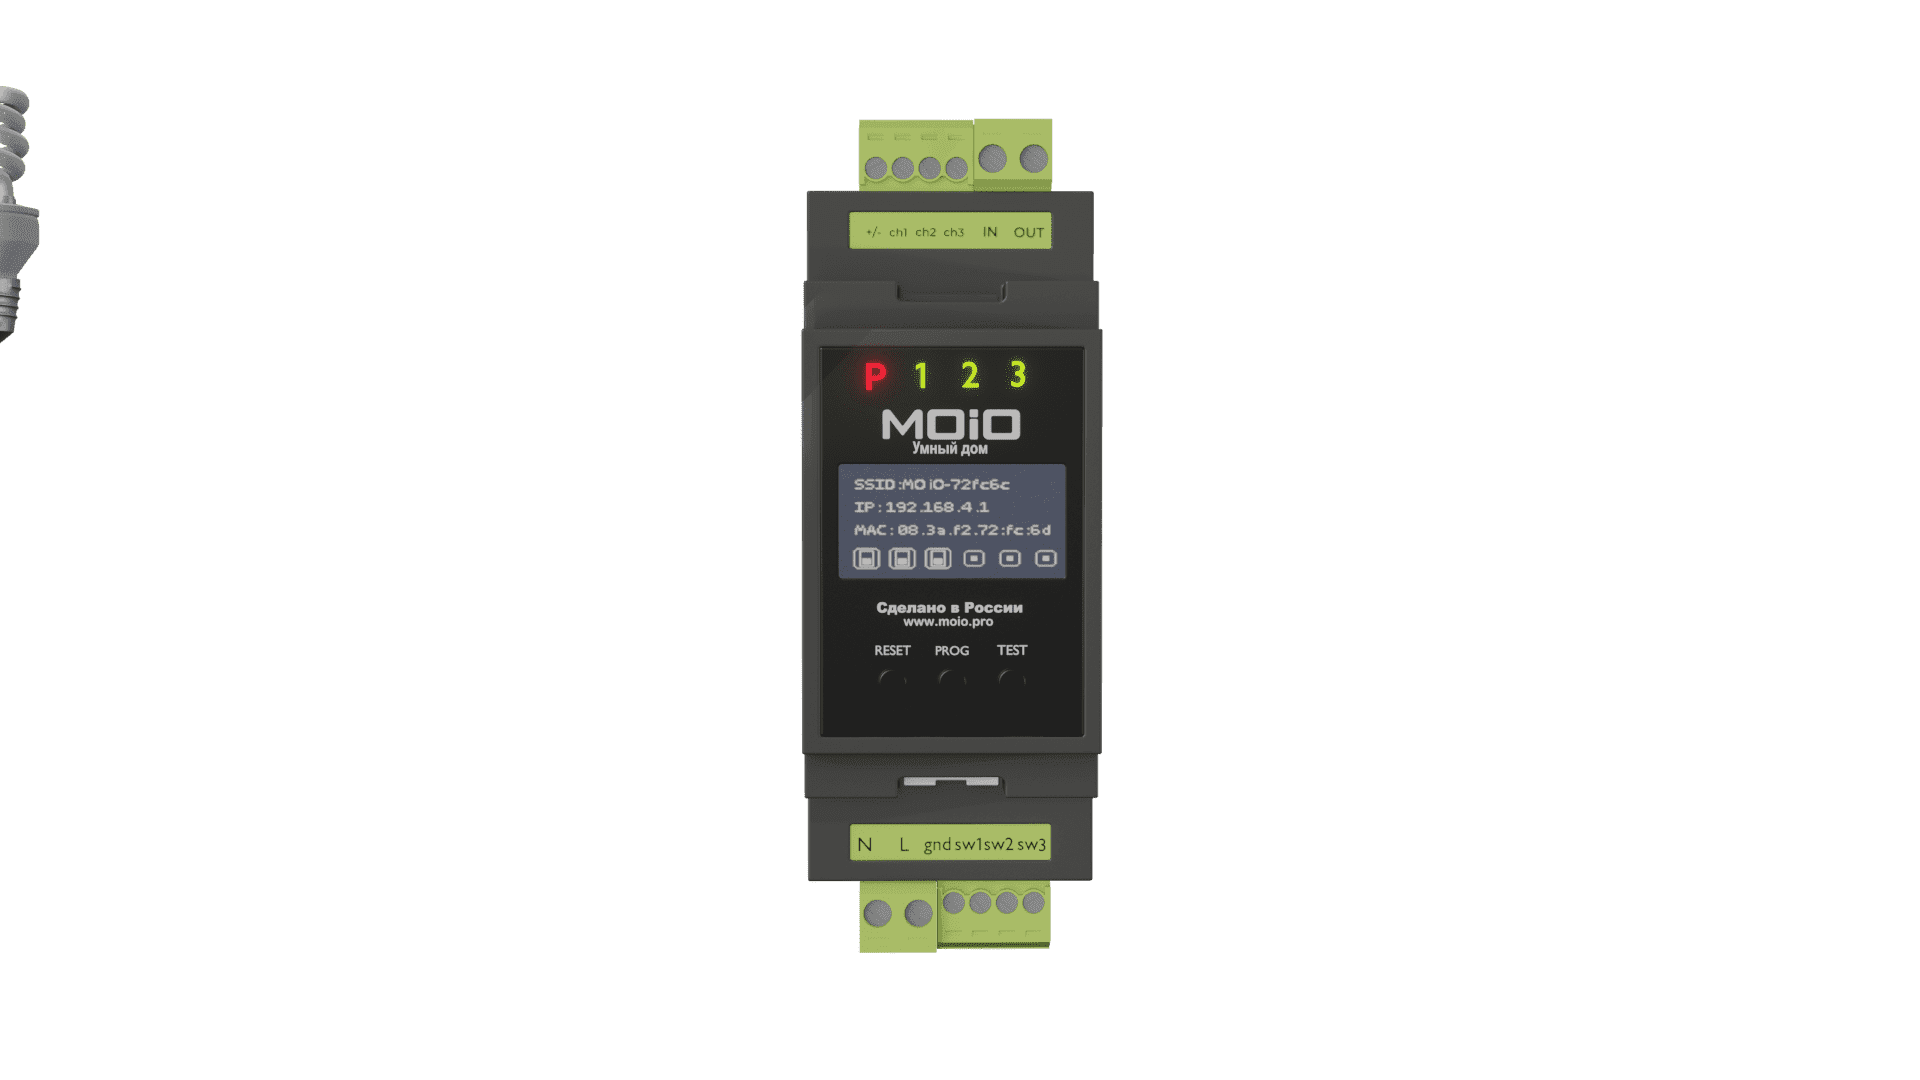 +/- ch1 ch2 ch3 IN OUT
P 1 2 3
MOiO
Умный дом
SSID:MOiO-72fc6c
IP:192.168.4.1
MAC:08.3a.f2.72:fc:6d
Сделано в России
www.moio.pro
RESET PROG TEST
N L gnd sw1 sw2 sw3